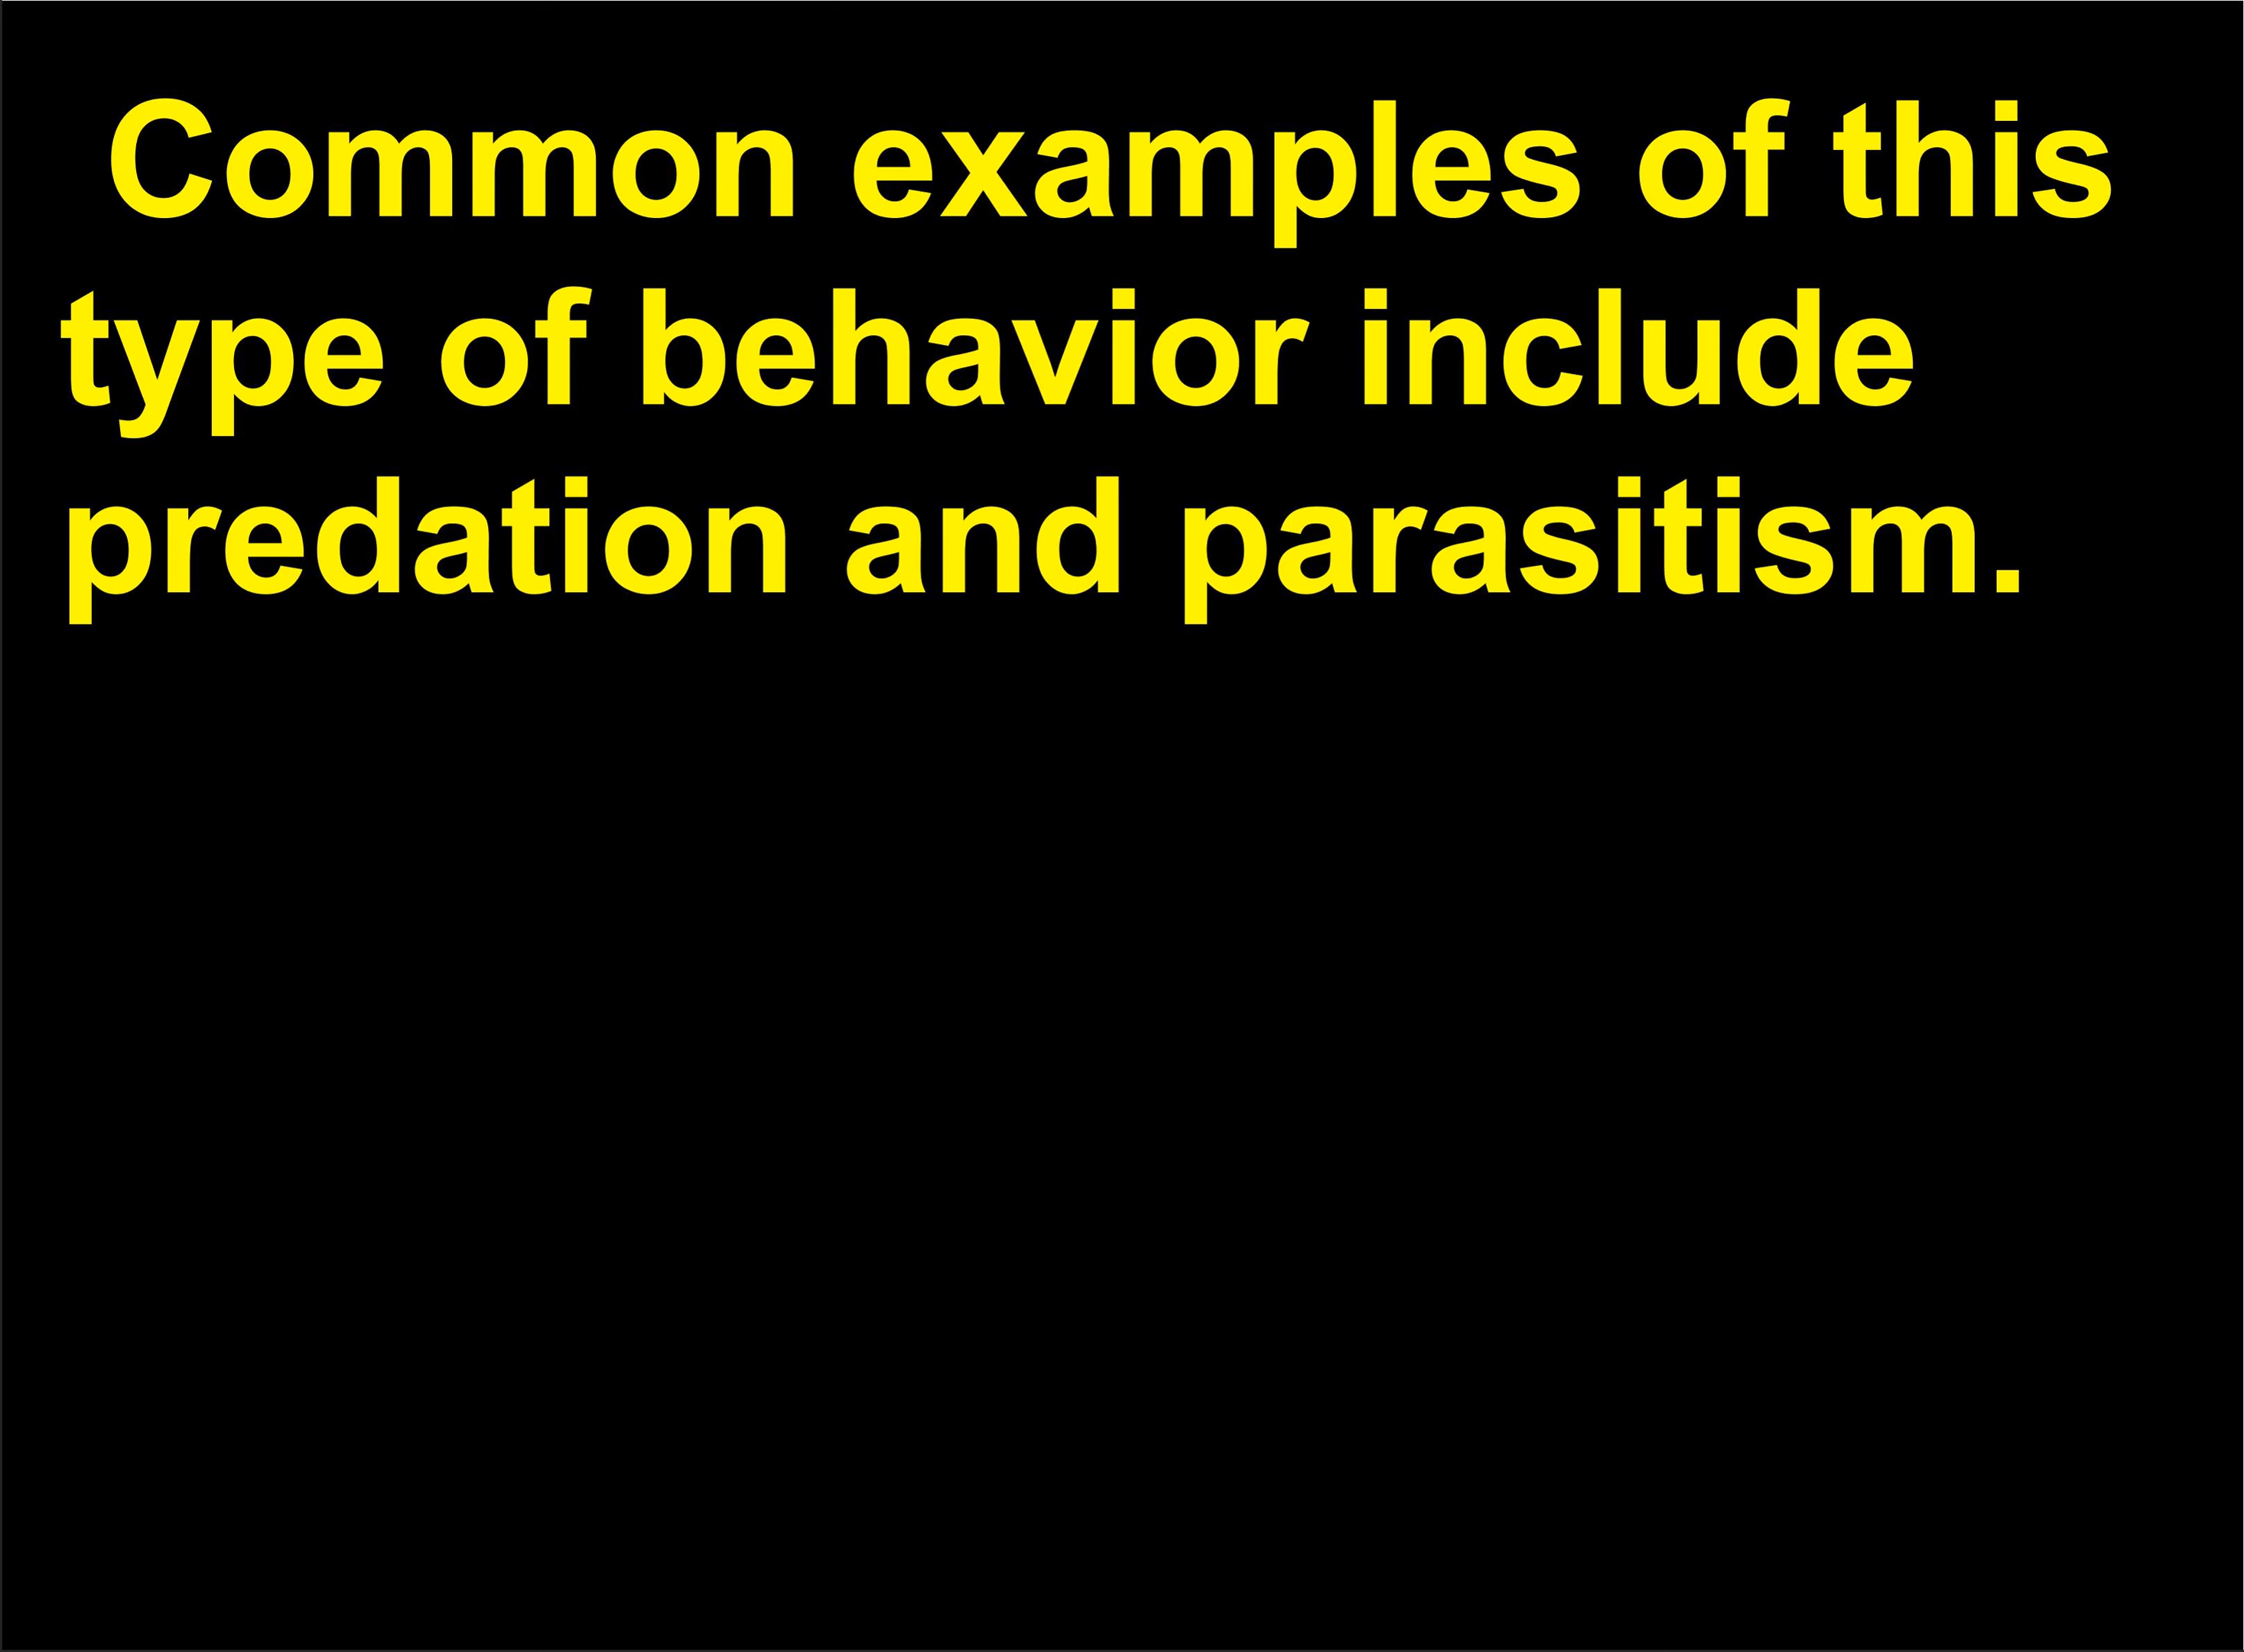 Common examples of this
type of behavior include
predation and parasitism.